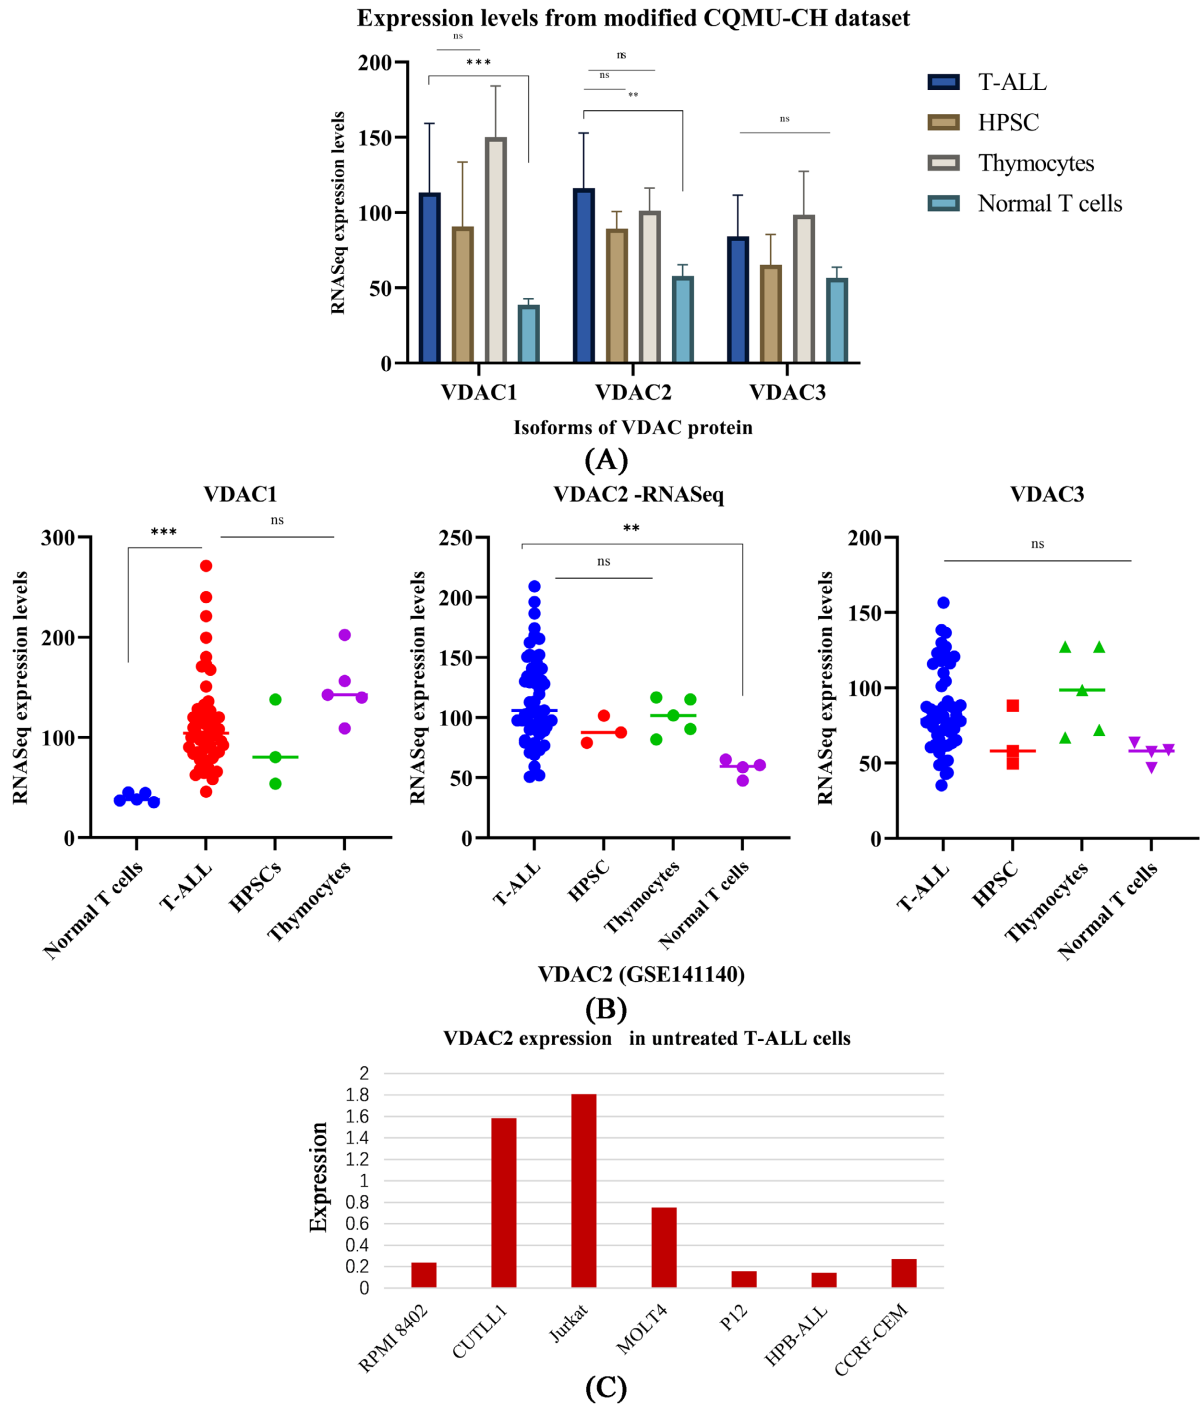 Expression levels from modified CQMU-CH dataset
ns
***
ns
ns
**
ns
200
150
100
50
0
RNASeq expression levels
VDAC1
VDAC2
VDAC3
Isoforms of VDAC protein
T-ALL
HPSC
Thymocytes
Normal T cells
(A)
VDAC1
***
ns
300
200
100
0
RNASeq expression levels
Normal T cells
T-ALL
HPSCs
Thymocytes
VDAC2 -RNASeq
**
ns
250
200
150
100
50
0
RNASeq expression levels
T-ALL
HPSC
Thymocytes
Normal T cells
VDAC3
ns
200
150
100
50
0
RNASeq expression levels
T-ALL
HPSC
Thymocytes
Normal T cells
VDAC2 (GSE141140)
(B)
VDAC2 expression in untreated T-ALL cells
2
1.8
1.6
1.4
1.2
1
0.8
0.6
0.4
0.2
0
Expression
RPMI 8402
CUTLL1
Jurkat
MOLT4
P12
HPB-ALL
CCRF-CEM
(C)